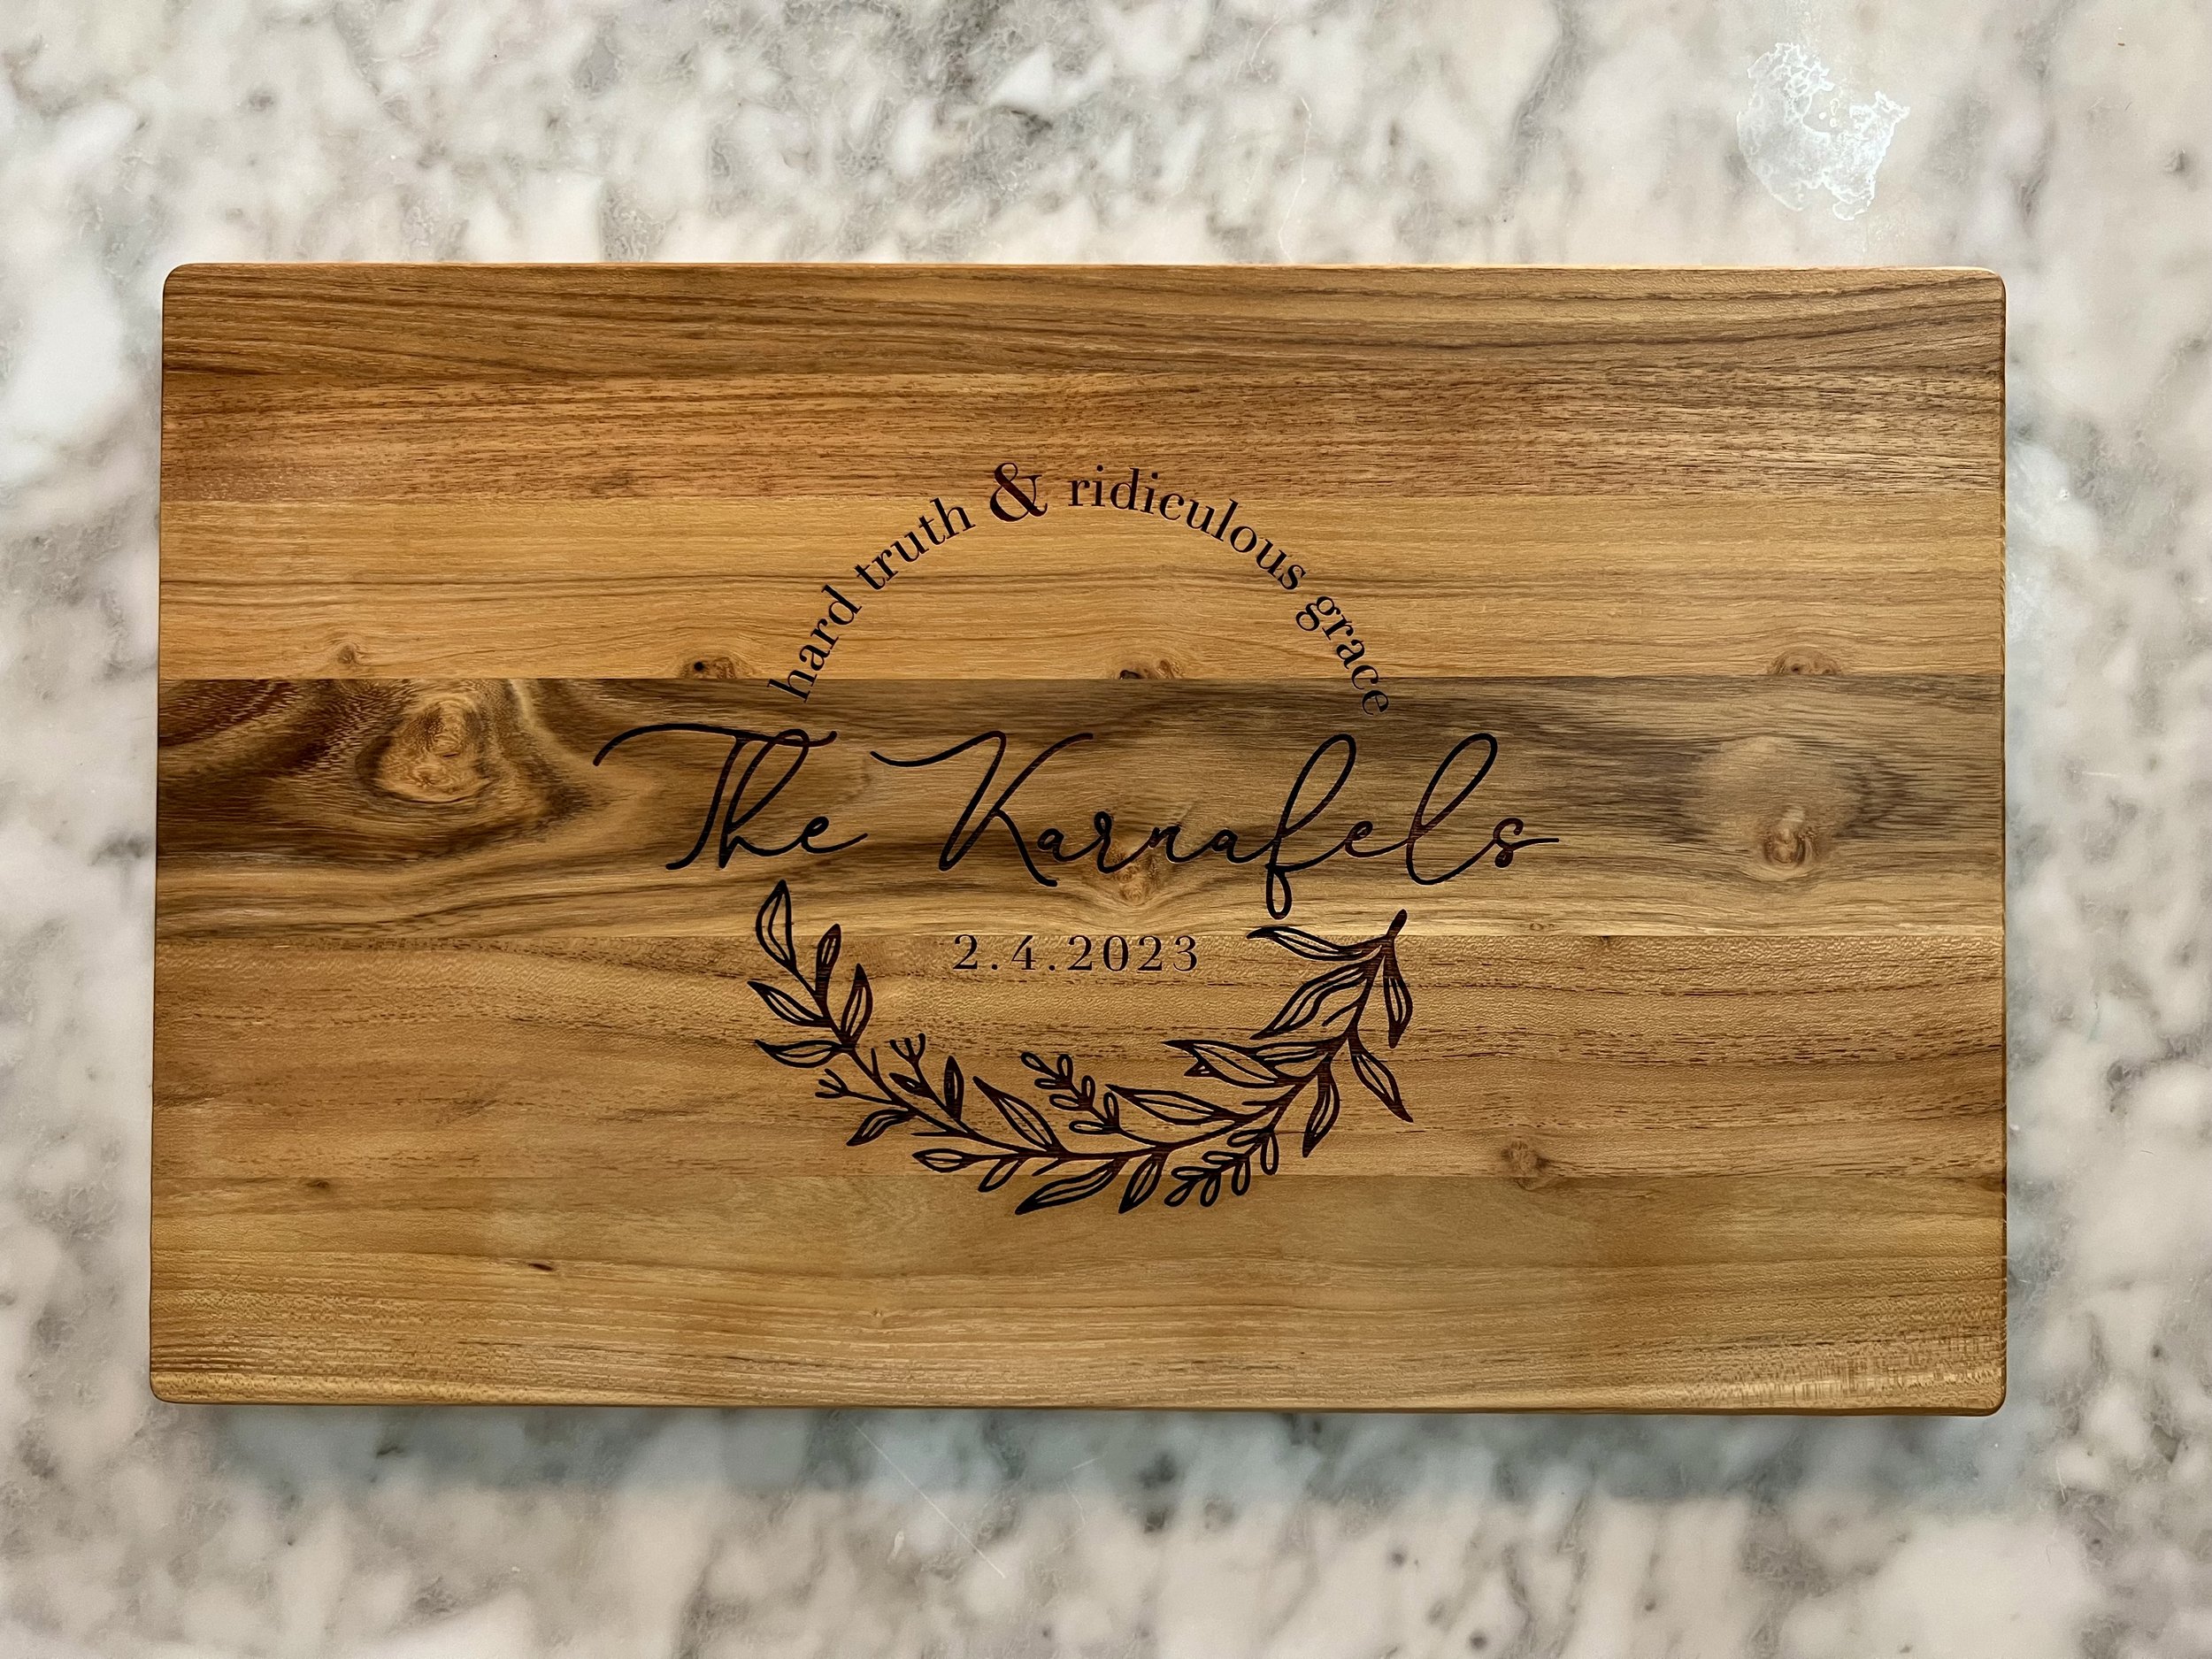 hard truth & ridiculous grace
The Karnafels
2.4.2023